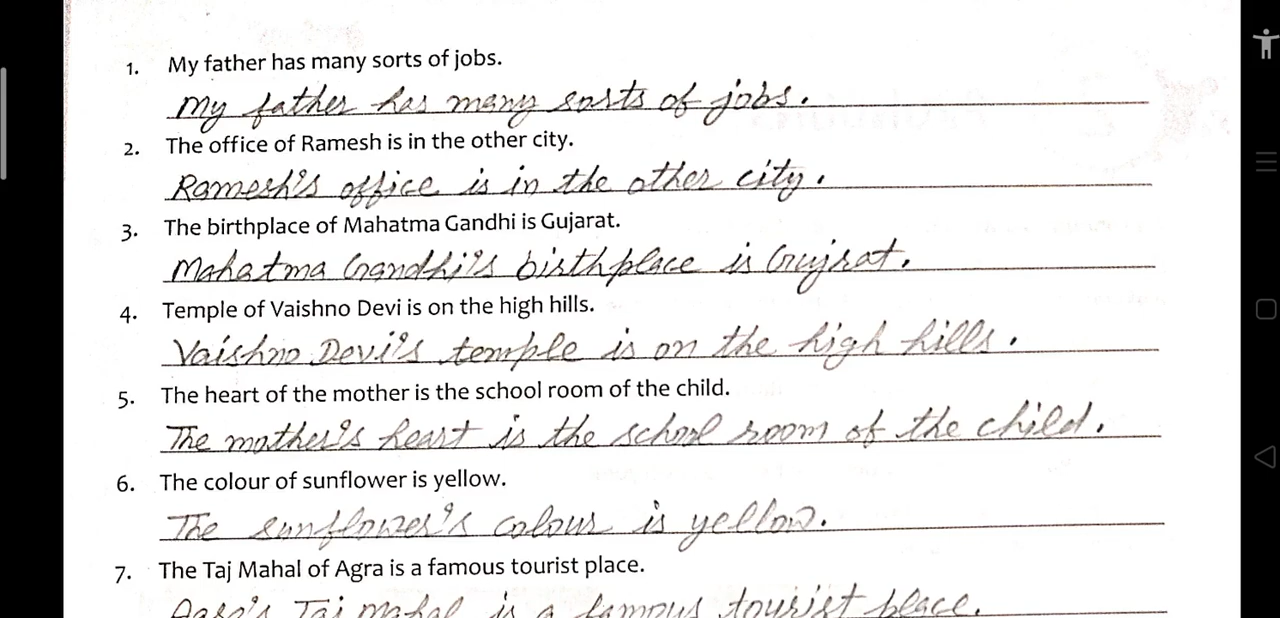 1. My father has many sorts of jobs.
My father has many sorts of jobs.
2. The office of Ramesh is in the other city.
Ramesh's office is in the other city.
3. The birthplace of Mahatma Gandhi is Gujarat.
Mahatma Gandhi's birthplace is Gujrat.
4. Temple of Vaishno Devi is on the high hills.
Vaishno Devi's temple is on the high hills.
5. The heart of the mother is the school room of the child.
The mother's heart is the school room of the child.
6. The colour of sunflower is yellow.
The sunflower's colour is yellow.
7. The Taj Mahal of Agra is a famous tourist place.
Agra's Taj Mahal is a famous tourist place.